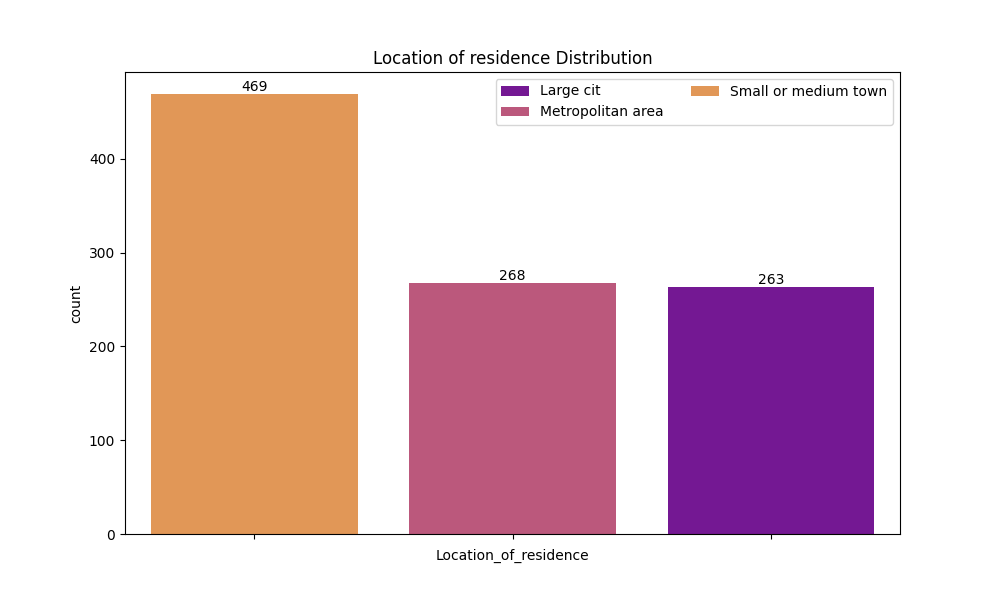 Location of residence Distribution
469
Large cit
Small or medium town
Metropolitan area
400
300
268
263
200
100
0
count
Location_of_residence